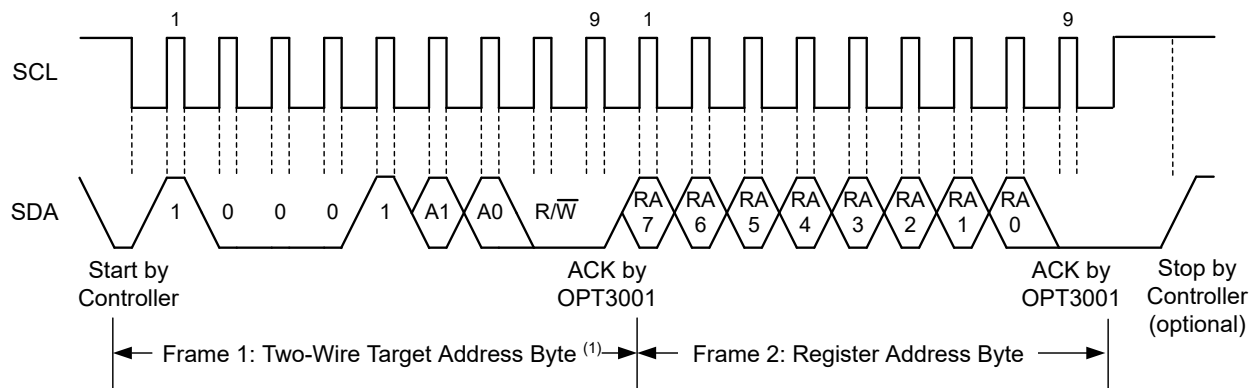 1 9 1 9
SCL
SDA
1 0 0 0 1 A1 A0 R/W̅ RA 7 RA 6 RA 5 RA 4 RA 3 RA 2 RA 1 RA 0
Start by
Controller
ACK by
OPT3001
ACK by
OPT3001
Stop by
Controller
(optional)
Frame 1: Two-Wire Target Address Byte (1)
Frame 2: Register Address Byte